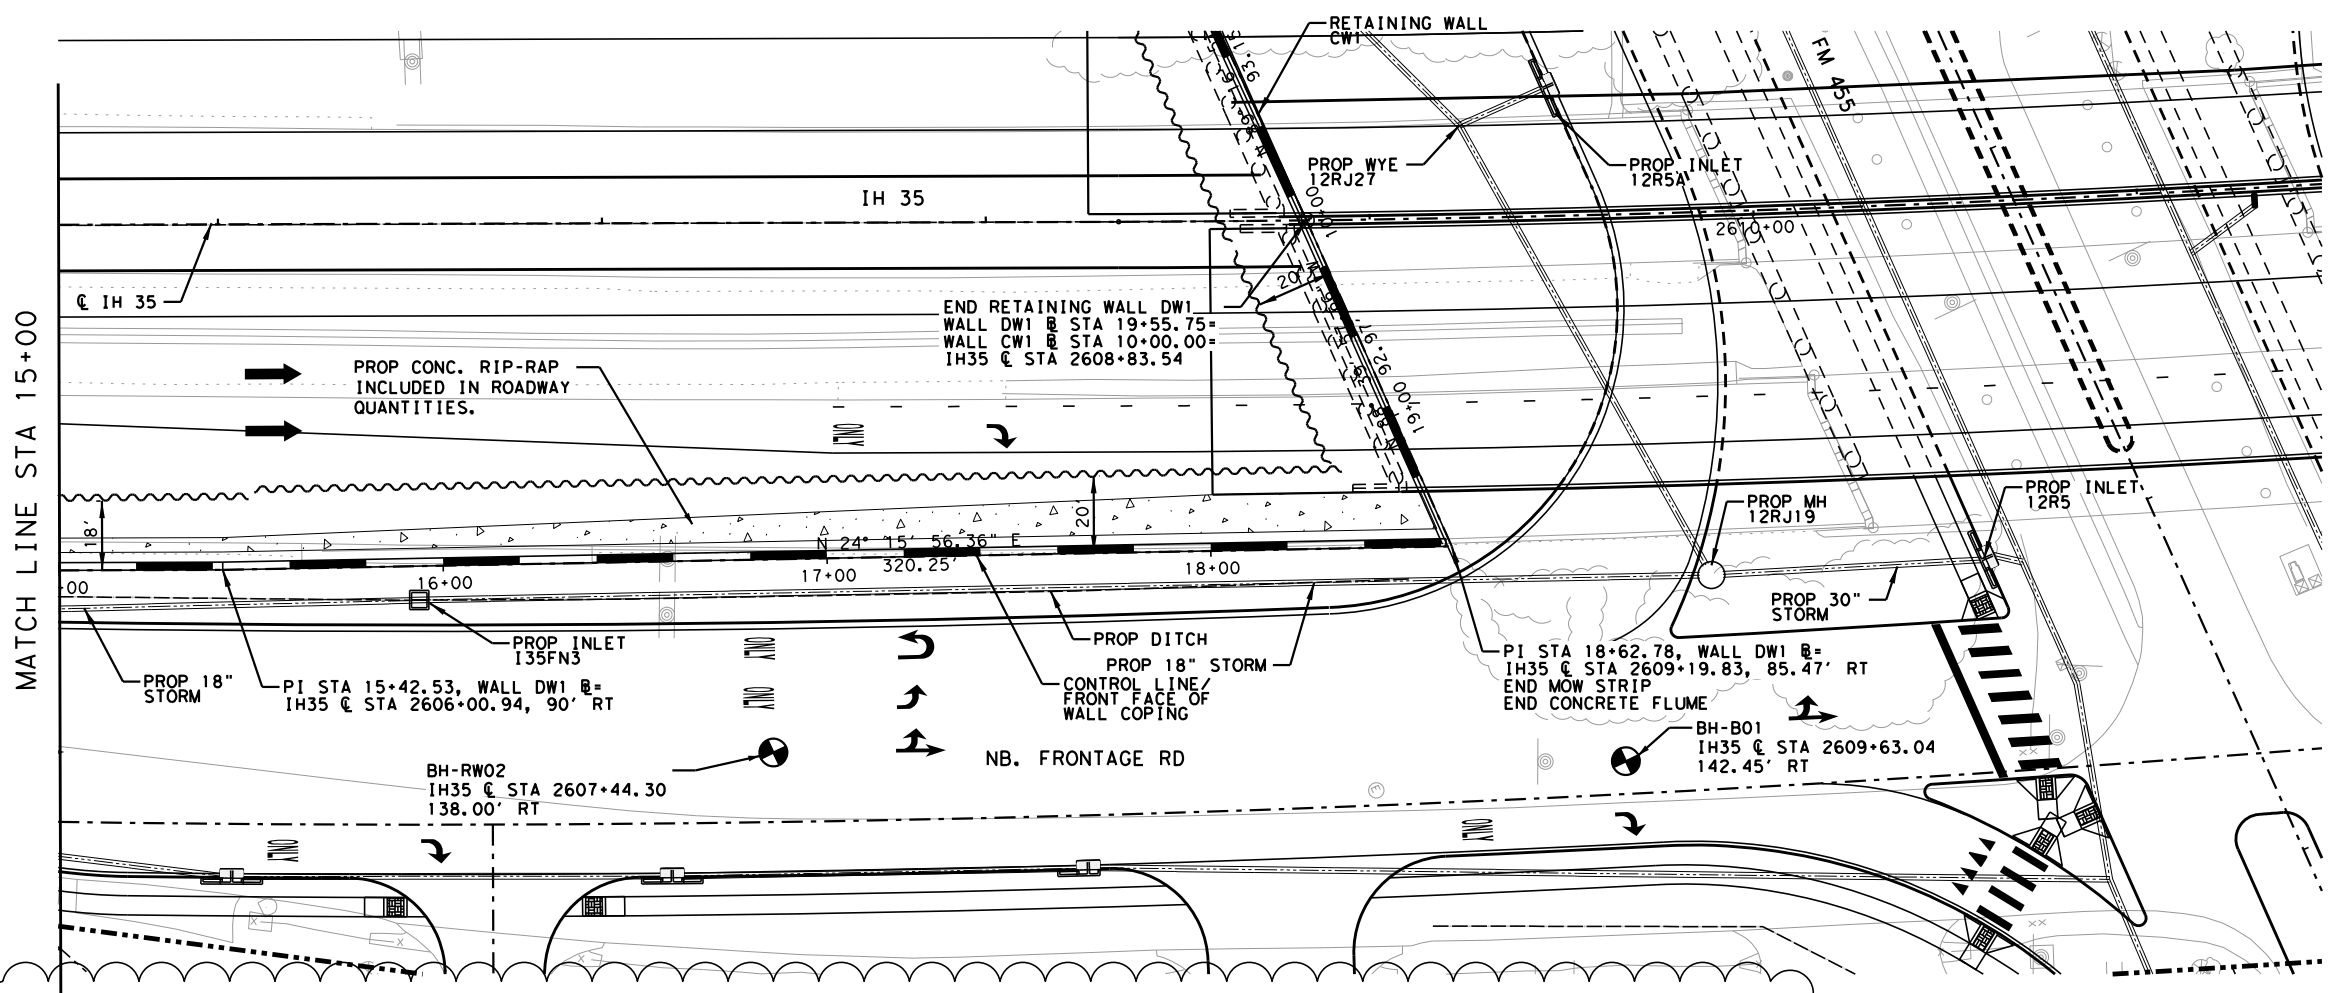 RETAINING WALL
CW1
FM 455
93.15
PROP WYE
12RJ27
PROP INLET
12R5A
IH 35
10+00
2610+00
℄ IH 35
20'
END RETAINING WALL DW1
WALL DW1 ⅊ STA 19+55.75=
WALL CW1 ⅊ STA 10+00.00=
IH35 ℄ STA 2608+83.54
MATCH LINE STA 15+00
PROP CONC. RIP-RAP
INCLUDED IN ROADWAY
QUANTITIES.
92.97'
19+00
ONLY
18'
20'
PROP MH
12RJ19
PROP INLET
12R5
N 24° 15' 56.36" E
320.25'
+00
16+00
17+00
18+00
PROP 30"
STORM
PROP INLET
I35FN3
ONLY
PROP DITCH
PROP 18" STORM
PROP 18"
STORM
PI STA 15+42.53, WALL DW1 ⅊=
IH35 ℄ STA 2606+00.94, 90' RT
ONLY
CONTROL LINE/
FRONT FACE OF
WALL COPING
PI STA 18+62.78, WALL DW1 ⅊=
IH35 ℄ STA 2609+19.83, 85.47' RT
END MOW STRIP
END CONCRETE FLUME
NB. FRONTAGE RD
BH-B01
IH35 ℄ STA 2609+63.04
142.45' RT
BH-RW02
IH35 ℄ STA 2607+44.30
138.00' RT
E
ONLY
ONLY